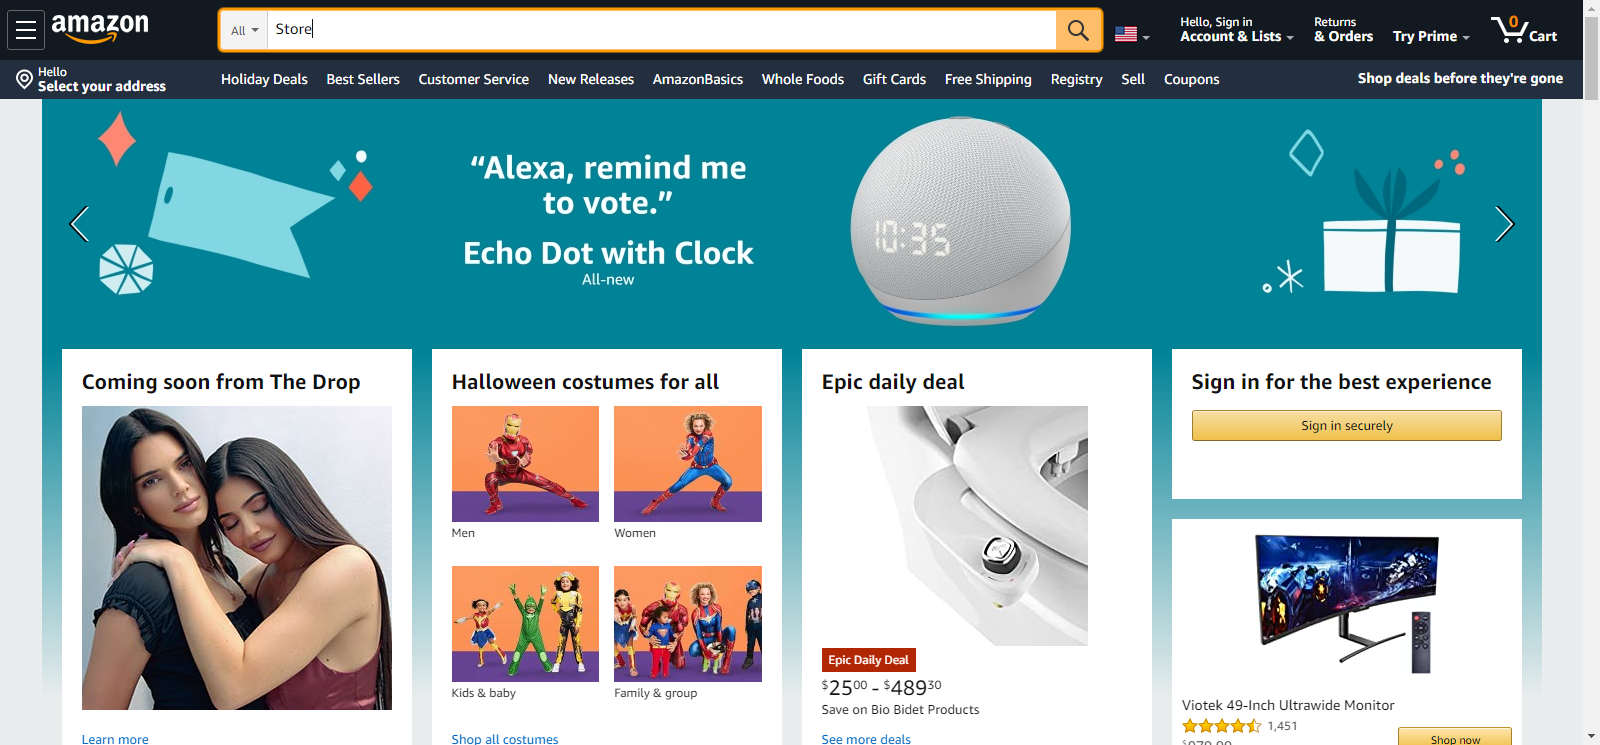 amazon
All
Store
Hello, Sign in
Account & Lists
Returns
& Orders
Try Prime
0
Cart
Hello
Select your address
Holiday Deals
Best Sellers
Customer Service
New Releases
AmazonBasics
Whole Foods
Gift Cards
Free Shipping
Registry
Sell
Coupons
Shop deals before they're gone
“Alexa, remind me
to vote.”
Echo Dot with Clock
All-new
10:35
Coming soon from The Drop
Learn more
Halloween costumes for all
Men
Women
Kids & baby
Family & group
Shop all costumes
Epic daily deal
Epic Daily Deal
$2500 - $48930
Save on Bio Bidet Products
See more deals
Sign in for the best experience
Sign in securely
Viotek 49-Inch Ultrawide Monitor
1,451
Shop now